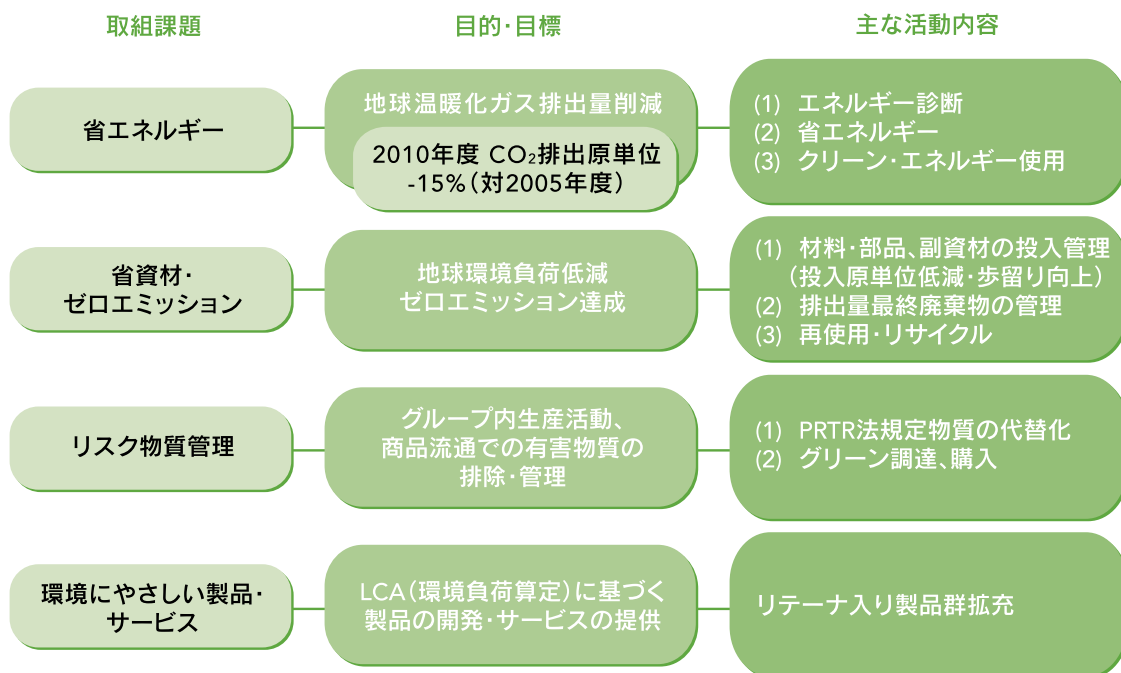 取組課題
目的・目標
主な活動内容
省エネルギー
地球温暖化ガス排出量削減
2010年度 CO₂排出原単位
-15%（対2005年度）
(1) エネルギー診断
(2) 省エネルギー
(3) クリーン・エネルギー使用
省資材・
ゼロエミッション
地球環境負荷低減
ゼロエミッション達成
(1) 材料・部品、副資材の投入管理
（投入原単位低減・歩留り向上）
(2) 排出量最終廃棄物の管理
(3) 再使用・リサイクル
リスク物質管理
グループ内生産活動、
商品流通での有害物質の
排除・管理
(1) PRTR法規定物質の代替化
(2) グリーン調達、購入
環境にやさしい製品・
サービス
LCA（環境負荷算定）に基づく
製品の開発・サービスの提供
リテーナ入り製品群拡充